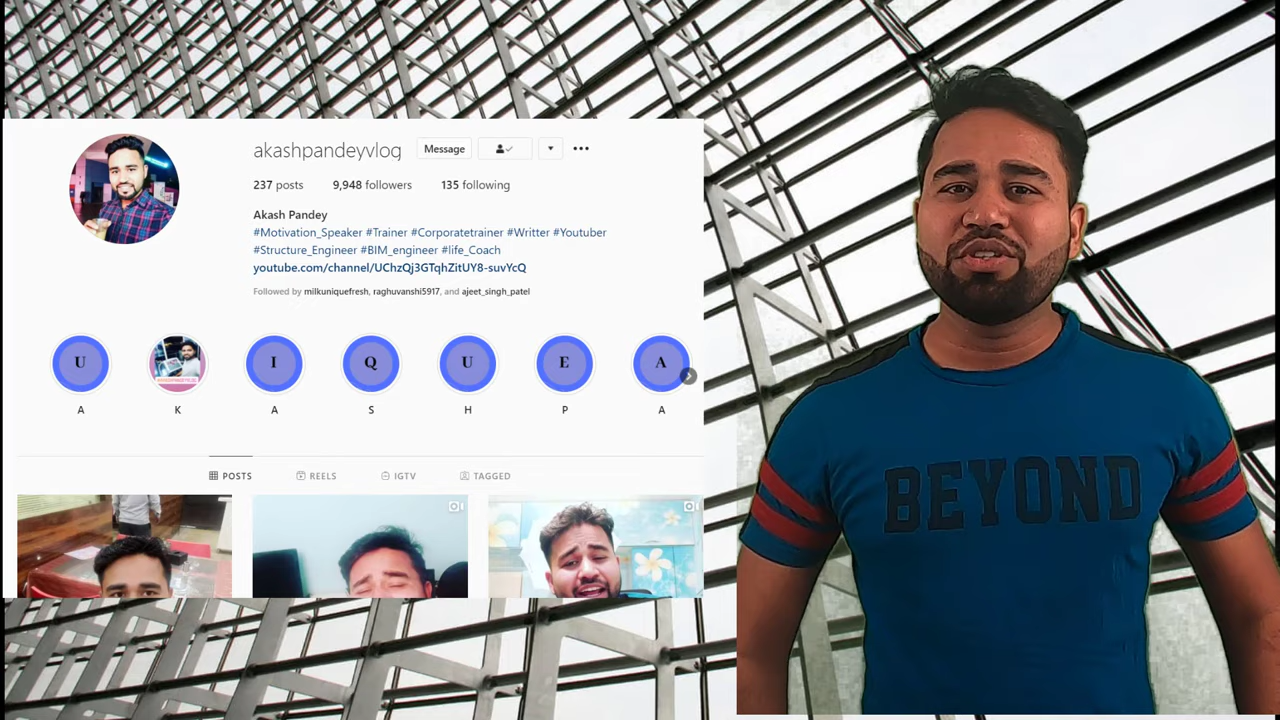 akashpandeyvlog Message
237 posts 9,948 followers 135 following
Akash Pandey
#Motivation_Speaker #Trainer #Corporatetrainer #Writter #Youtuber
#Structure_Engineer #BIM_engineer #life_Coach
youtube.com/channel/UChzQj3GTqhZitUY8-suvYcQ
Followed by milkuniquefresh, raghuvanshi5917, and ajeet_singh_patel
U I Q U E A
A K A S H P A
POSTS REELS IGTV TAGGED
BEYOND